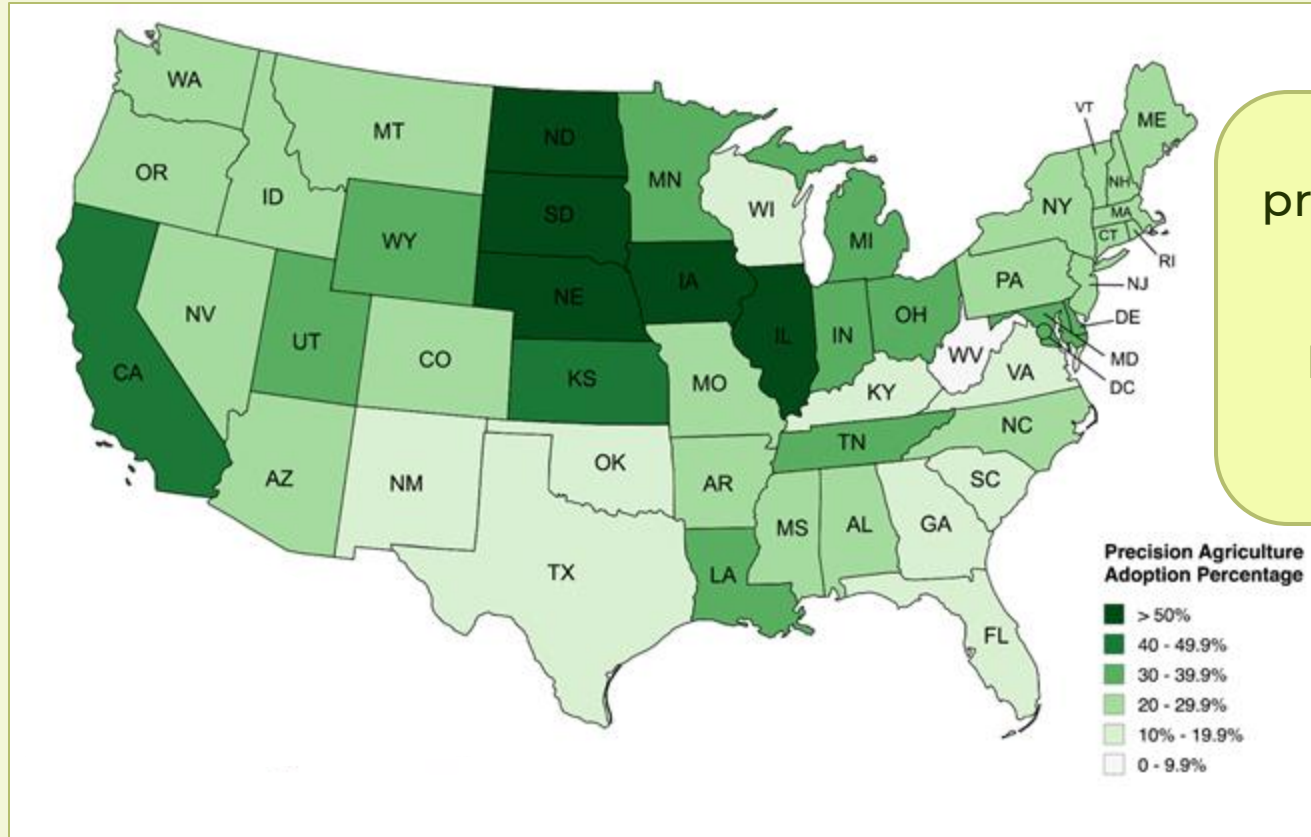 WA
MT
ND
MN
VT
ME
OR
ID
SD
WI
NH
NY
MA
WY
MI
CT
RI
IA
PA
NJ
NE
NV
IL
IN
OH
DE
UT
CO
WV
MD
CA
KS
MO
KY
VA
DC
NC
TN
OK
AZ
NM
AR
SC
MS
AL
GA
TX
LA
FL
pr
Precision Agriculture
Adoption Percentage
> 50%
40 - 49.9%
30 - 39.9%
20 - 29.9%
10% - 19.9%
0 - 9.9%